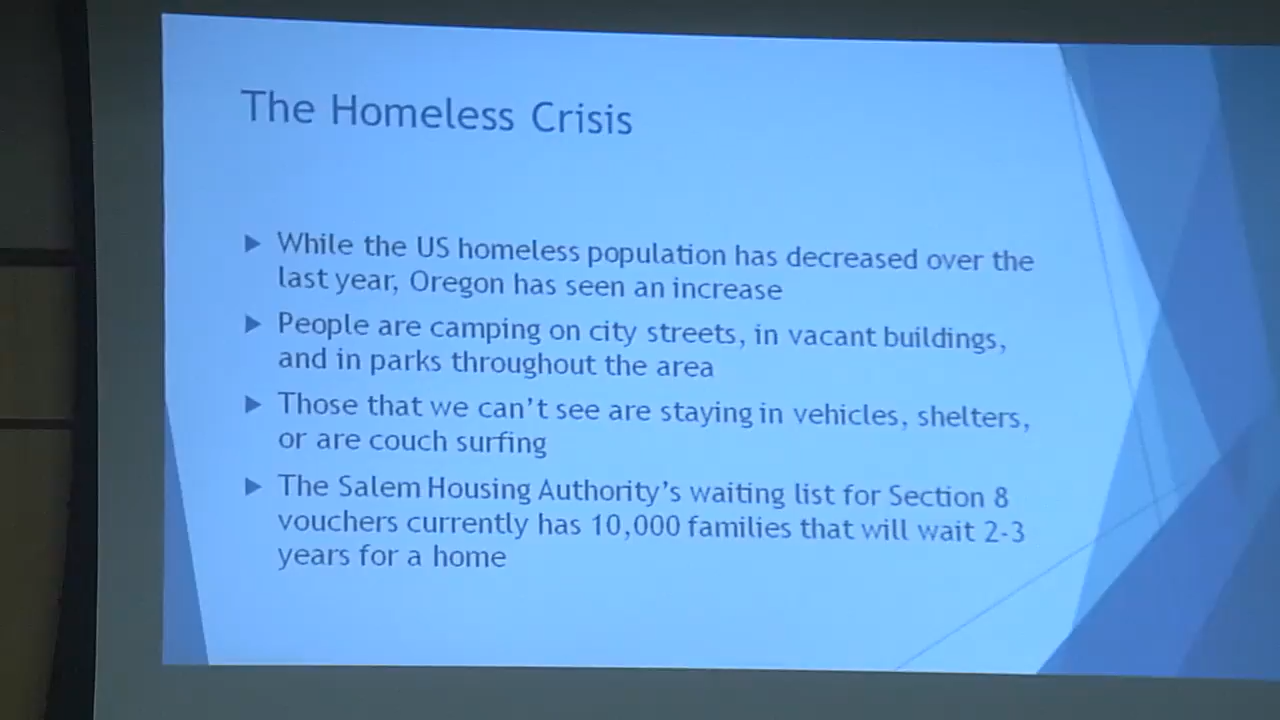 The Homeless Crisis
While the US homeless population has decreased over the
last year, Oregon has seen an increase
People are camping on city streets, in vacant buildings,
and in parks throughout the area
Those that we can't see are staying in vehicles, shelters,
or are couch surfing
The Salem Housing Authority's waiting list for Section 8
vouchers currently has 10,000 families that will wait 2-3
years for a home